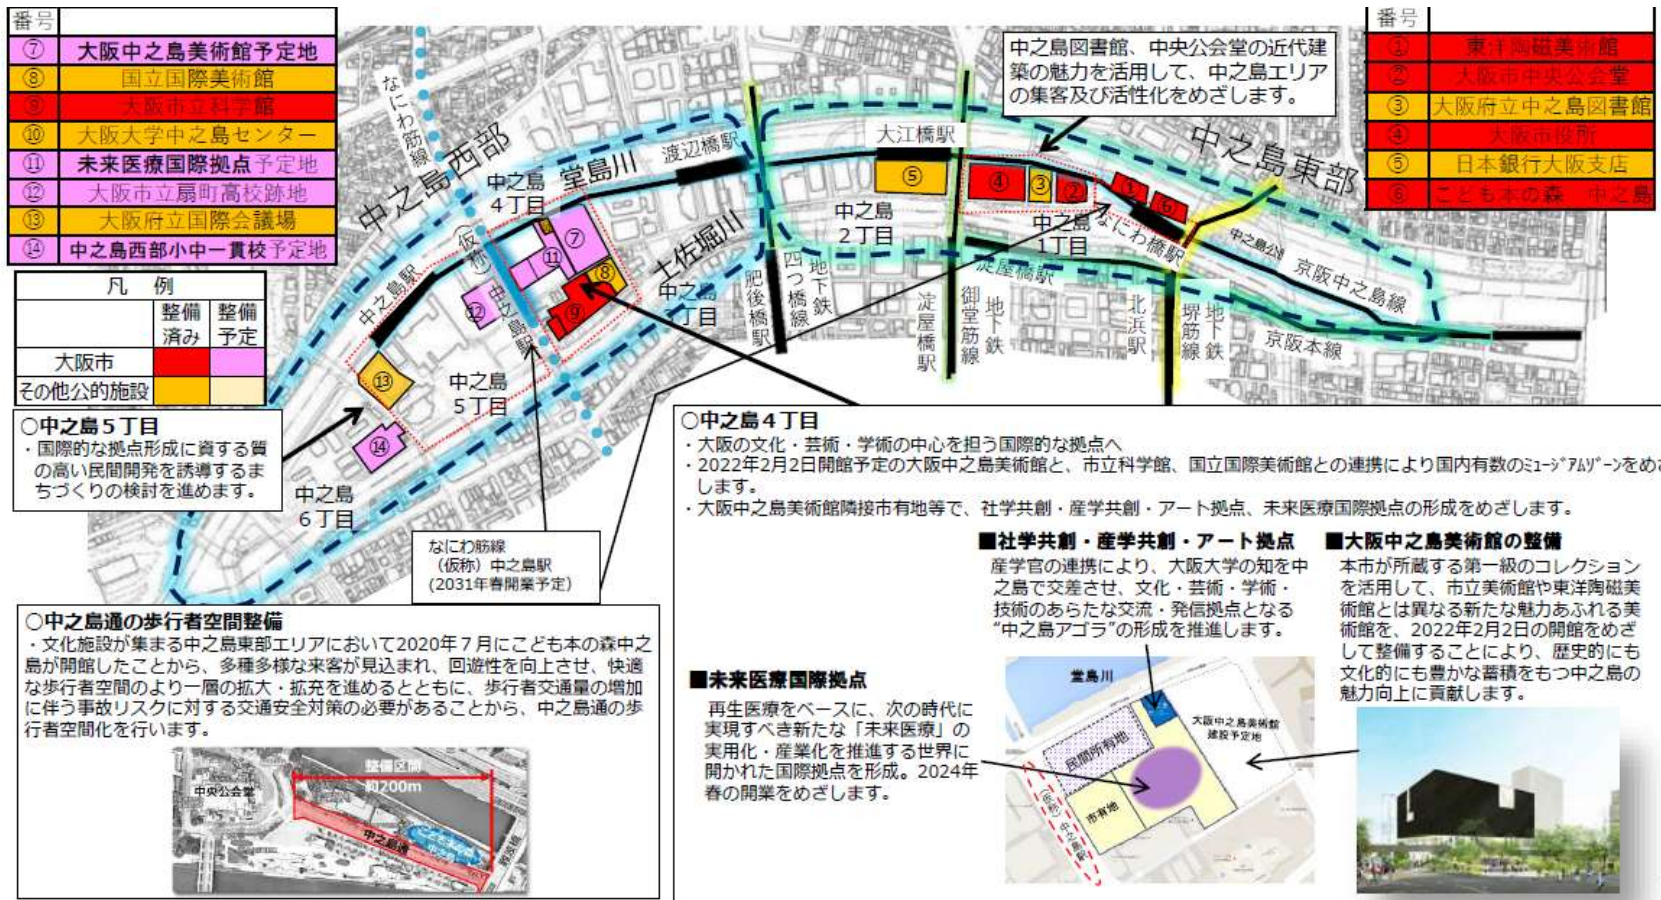 番号
⑦ 大阪中之島美術館予定地
⑧ 国立国際美術館
⑨ 大阪市立科学館
⑩ 大阪大学中之島センター
⑪ 未来医療国際拠点予定地
⑫ 大阪市立扇町高校跡地
⑬ 大阪府立国際会議場
⑭ 中之島西部小中一貫校予定地
凡 例
整備済み 整備予定
大阪市
その他公的施設
番号
① 東洋陶磁美術館
② 大阪市中央公会堂
③ 大阪府立中之島図書館
④ 大阪市役所
⑤ 日本銀行大阪支店
⑥ こども本の森 中之島
中之島図書館、中央公会堂の近代建
築の魅力を活用して、中之島エリア
の集客及び活性化をめざします。
なにわ筋線
中之島西部
堂島川
渡辺橋駅
大江橋駅
中之島東部
中之島
4丁目
土佐堀川
中之島
2丁目
中之島
1丁目
なにわ橋駅
中之島公園
京阪中之島線
京阪本線
淀屋橋駅
中之島駅
(仮称)中之島駅
中之島
3丁目
肥後橋駅
地下鉄四つ橋線
淀屋橋駅
地下鉄御堂筋線
北浜駅
地下鉄堺筋線
中之島
5丁目
中之島
6丁目
⑦
⑧
⑨
⑪
⑫
⑬
⑭
⑤
④
③
②
①
⑥
○中之島5丁目
・国際的な拠点形成に資する質
の高い民間開発を誘導するま
ちづくりの検討を進めます。
なにわ筋線
(仮称)中之島駅
(2031年春開業予定)
○中之島通の歩行者空間整備
・文化施設が集まる中之島東部エリアにおいて2020年7月にこども本の森中之
島が開館したことから、多種多様な来客が見込まれ、回遊性を向上させ、快適
な歩行者空間のより一層の拡大・拡充を進めるとともに、歩行者交通量の増加
に伴う事故リスクに対する交通安全対策の必要があることから、中之島通の歩
行者空間化を行います。
整備区間
約200m
中央公会堂
中之島通
こども本の森
中之島
○中之島4丁目
・大阪の文化・芸術・学術の中心を担う国際的な拠点へ
・2022年2月2日開館予定の大阪中之島美術館と、市立科学館、国立国際美術館との連携により国内有数のミュージアムゾーンをめざ
します。
・大阪中之島美術館隣接市有地等で、社学共創・産学共創・アート拠点、未来医療国際拠点の形成をめざします。
■社学共創・産学共創・アート拠点
産学官の連携により、大阪大学の知を中
之島で交差させ、文化・芸術・学術・
技術のあらたな交流・発信拠点となる
“中之島アゴラ”の形成を推進します。
■大阪中之島美術館の整備
本市が所蔵する第一級のコレクション
を活用して、市立美術館や東洋陶磁美
術館とは異なる新たな魅力あふれる美
術館を、2022年2月2日の開館をめざ
して整備することにより、歴史的にも
文化的にも豊かな蓄積をもつ中之島の
魅力向上に貢献します。
■未来医療国際拠点
再生医療をベースに、次の時代に
実現すべき新たな「未来医療」の
実用化・産業化を推進する世界に
開かれた国際拠点を形成。2024年
春の開業をめざします。
堂島川
大阪中之島美術館
建設予定地
民間所有地
市有地
(仮称)中之島駅